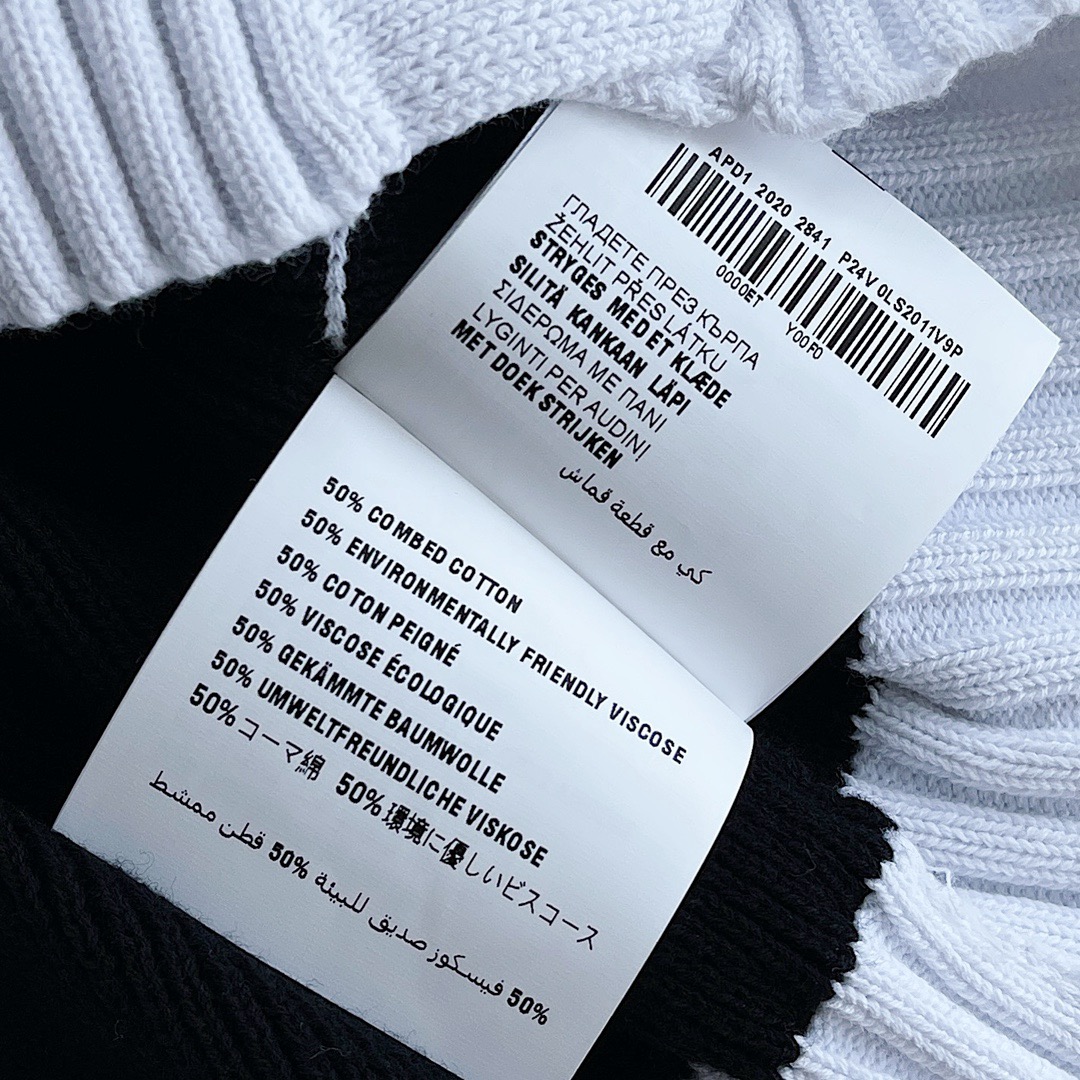 APD1 2020 2841 P24V 0LS2011V9P
0000ET Y00F0
ГЛАДЕТЕ ПРЕЗ КЪРПА
ŽEHLIT PŘES LÁTKU
STRYGES MED ET KLÆDE
SILITÄ KANKAAN LÄPI
ΣΙΔΕΡΩΜΑ ΜΕ ΠΑΝΙ
LYGINTI PER AUDINĮ
MET DOEK STRIJKEN
كي مع قطعة قماش
50% COMBED COTTON
50% ENVIRONMENTALLY FRIENDLY VISCOSE
50% COTON PEIGNÉ
50% VISCOSE ÉCOLOGIQUE
50% GEKÄMMTE BAUMWOLLE
50% UMWELTFREUNDLICHE VISKOSE
50% コーマ綿 50% 環境に優しいビスコース
50% قطن ممشط
50% فيسكوز صديق للبيئة